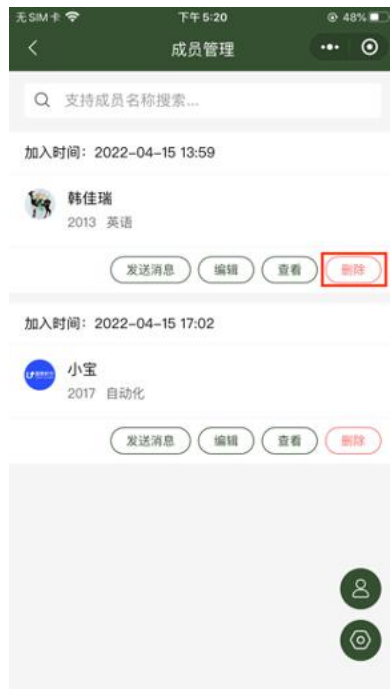 无SIM卡 下午5:20 48%
成员管理
支持成员名称搜索...
加入时间：2022-04-15 13:59
韩佳瑞
2013 英语
发送消息 编辑 查看 删除
加入时间：2022-04-15 17:02
小宝
2017 自动化
发送消息 编辑 查看 删除